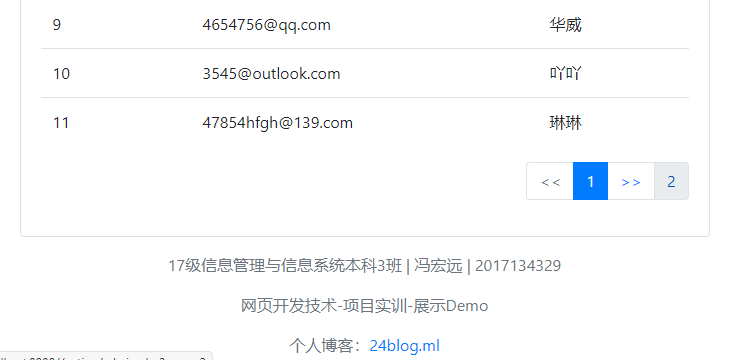 9 4654756@qq.com 华威
10 3545@outlook.com 吖吖
11 47854hfgh@139.com 琳琳
<< 1 >> 2
17级信息管理与信息系统本科3班 | 冯宏远 | 2017134329
网页开发技术-项目实训-展示Demo
个人博客：24blog.ml